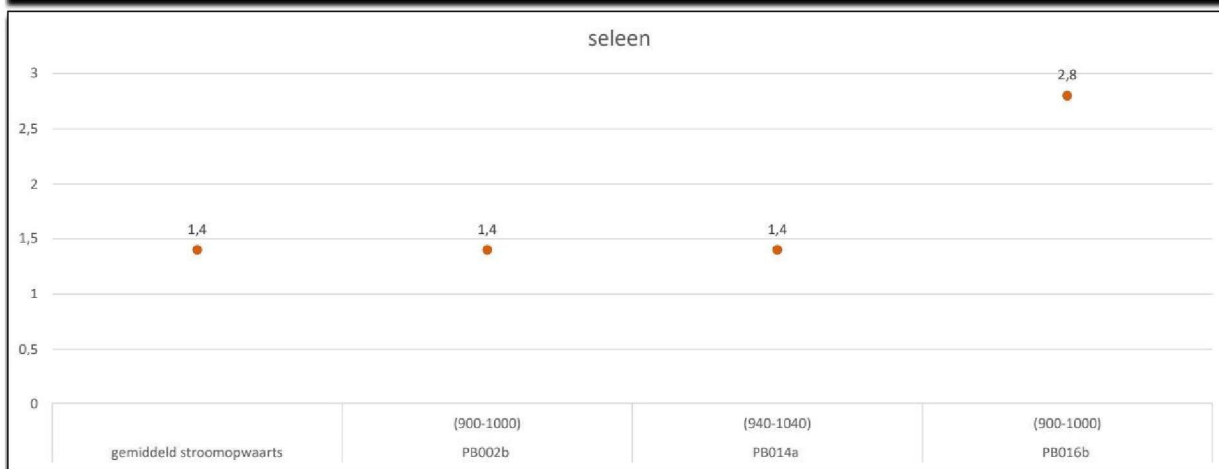 seleen
3
2,8
2,5
2
1,4 1,4 1,4
1,5
1
0,5
0
(900-1000) (940-1040) (900-1000)
gemiddeld stroomopwaarts PB002b PB014a PB016b